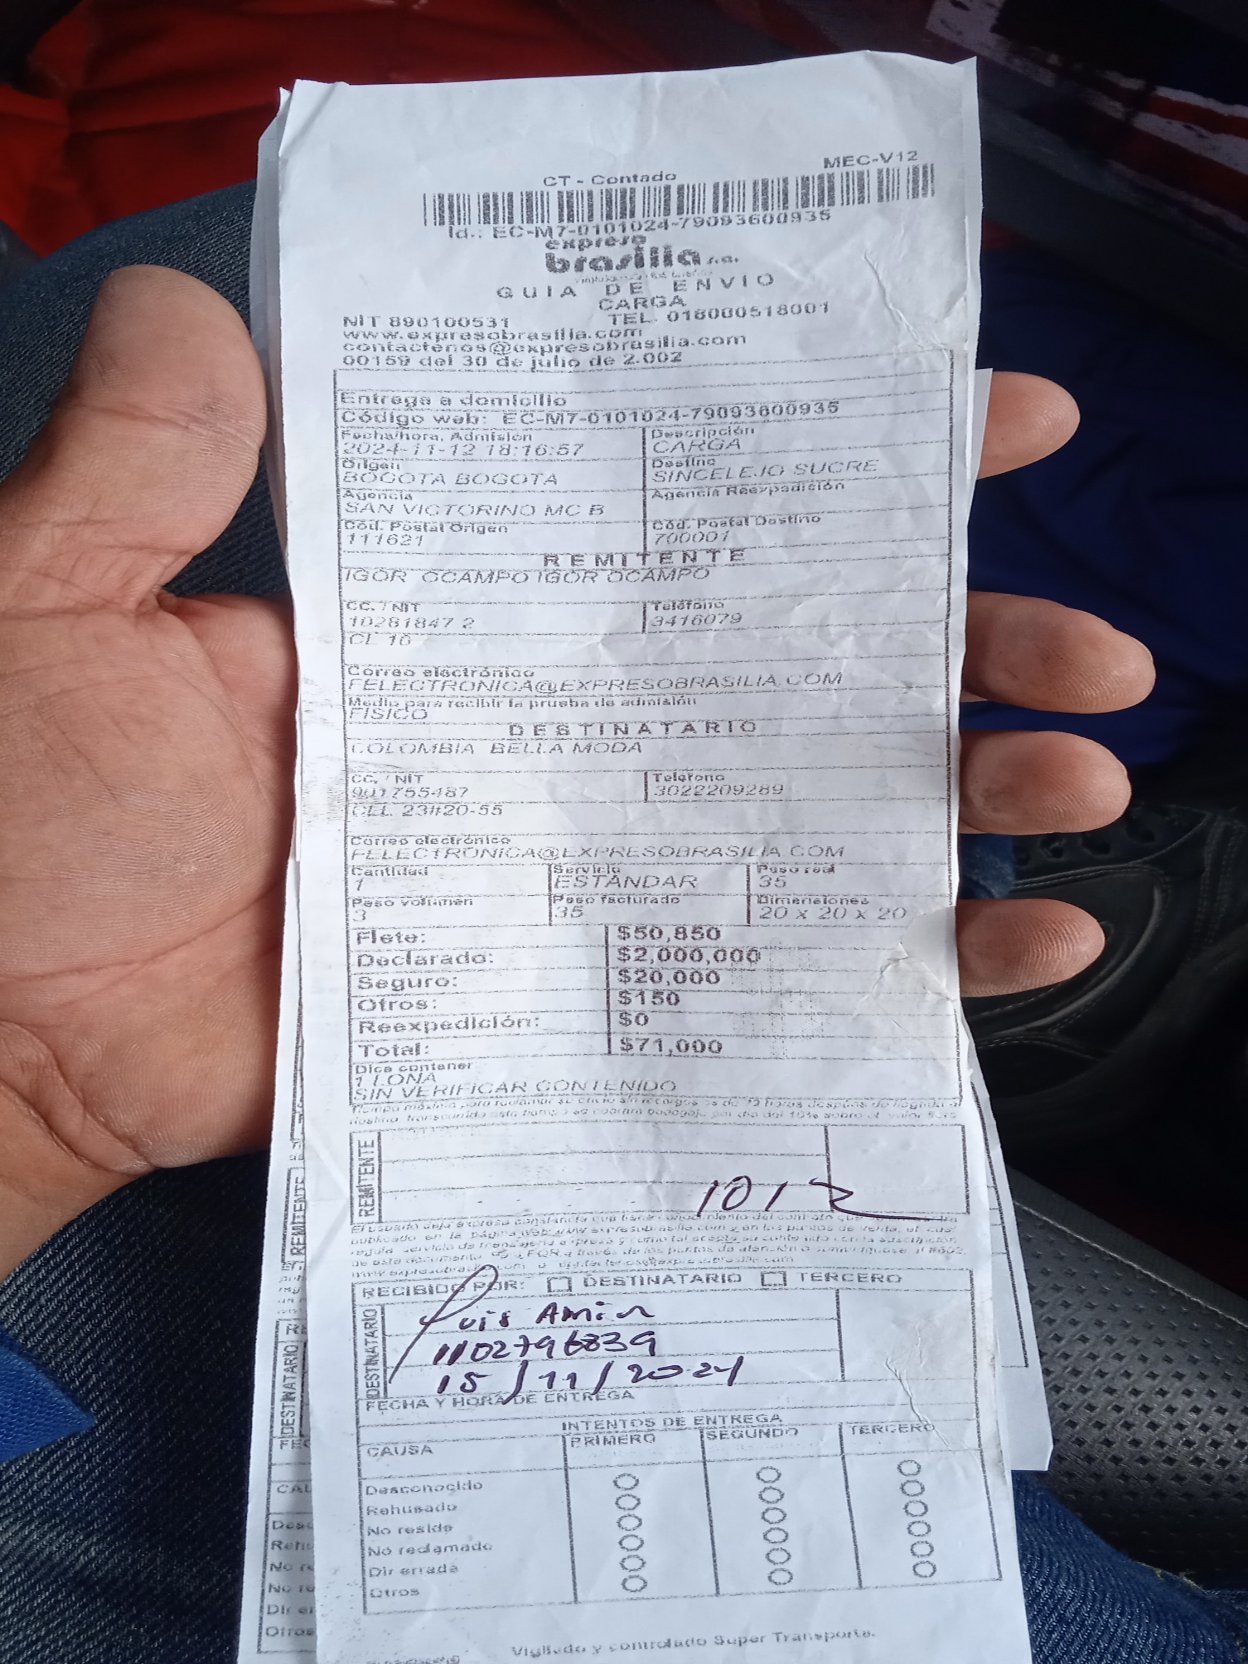 MEC-V12
CT - Contado
Id.: EC-M7-0101024-79093600935
expreso
brasilia s.a.
GUIA DE ENVIO
CARGA
NIT 890100531 TEL. 018000518001
www.expresobrasilia.com
contactenos@expresobrasilia.com
00159 del 30 de julio de 2.002
Entrega a domicilio
Código web: EC-M7-0101024-79093600935
Fecha/hora, Admisión Descripción
2024-11-12 18:16:57 CARGA
Origen Destino
BOGOTA BOGOTA SINCELEJO SUCRE
Agencia Agencia Reexpedición
SAN VICTORINO MC B
Cód. Postal Origen Cód. Postal Destino
111621 700001
REMITENTE
IGOR OCAMPO IGOR OCAMPO
CC. / NIT Teléfono
10281847 2 3416079
CL 16
Correo electrónico
FELECTRONICA@EXPRESOBRASILIA.COM
Medio para recibir la prueba de admisión
FISICO
DESTINATARIO
COLOMBIA BELLA MODA
CC. / NIT Teléfono
901755487 3022209289
CLL 23#20-55
Correo electrónico
FELECTRONICA@EXPRESOBRASILIA.COM
Cantidad Servicio Peso real
1 ESTANDAR 35
Peso volumen Peso facturado Dimensiones
3 35 20 x 20 x 20
Flete: $50,850
Declarado: $2,000,000
Seguro: $20,000
Otros: $150
Reexpedición: $0
Total: $71,000
Dice contener
1 LONA
SIN VERIFICAR CONTENIDO
REMITENTE
1012
RECIBIDO POR: DESTINATARIO TERCERO
DESTINATARIO
Luis Amin
1102796839
15/11/2024
FECHA Y HORA DE ENTREGA
INTENTOS DE ENTREGA
CAUSA PRIMERO SEGUNDO TERCERO
Desconocido
Rehusado
No reside
No reclamado
Dir errada
Otros
Vigilado y controlado Super Transporte.